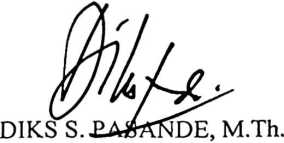 DIKS S. PASANDE, M.Th.